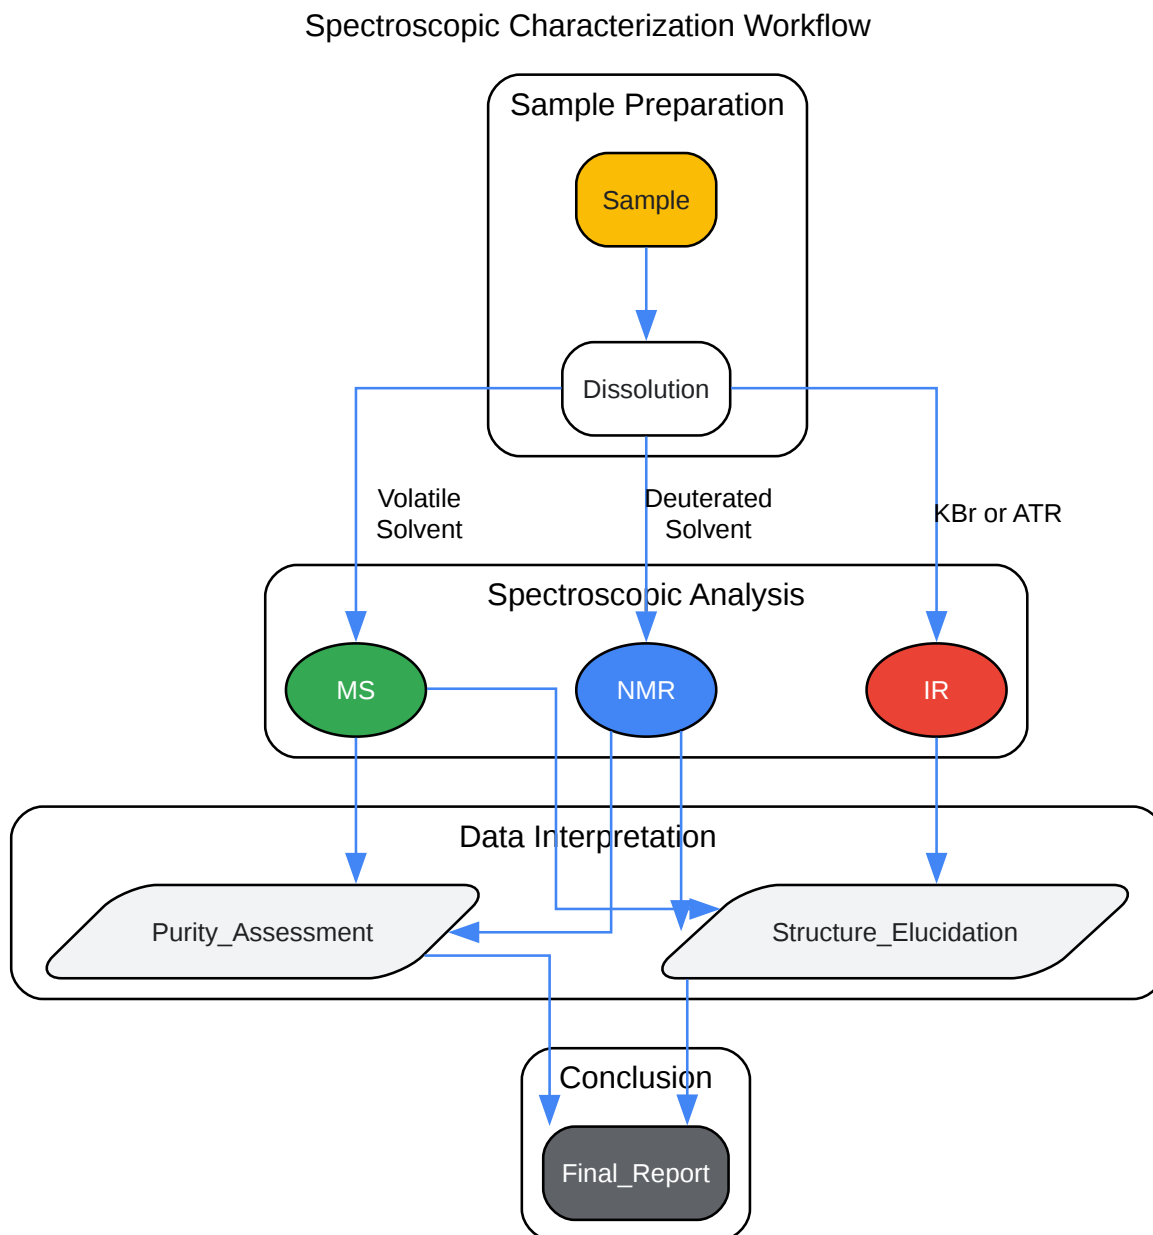 Spectroscopic Characterization Workflow
Sample Preparation
Sample
Dissolution
Volatile
Solvent
Deuterated
Solvent
KBr or ATR
Spectroscopic Analysis
MS
NMR
IR
Data Interpretation
Purity_Assessment
Structure_Elucidation
Conclusion
Final_Report